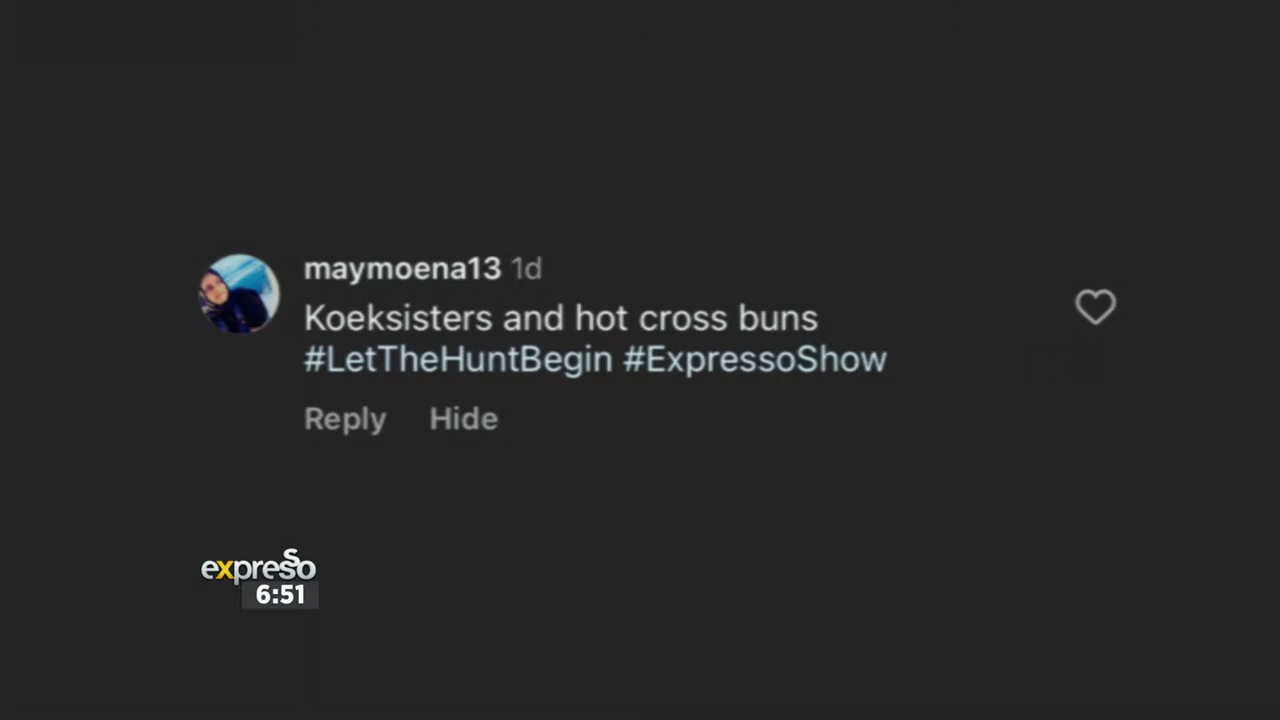 maymoena13 1d
Koeksisters and hot cross buns
#LetTheHuntBegin #ExpressoShow
Reply Hide
expresso
6:51